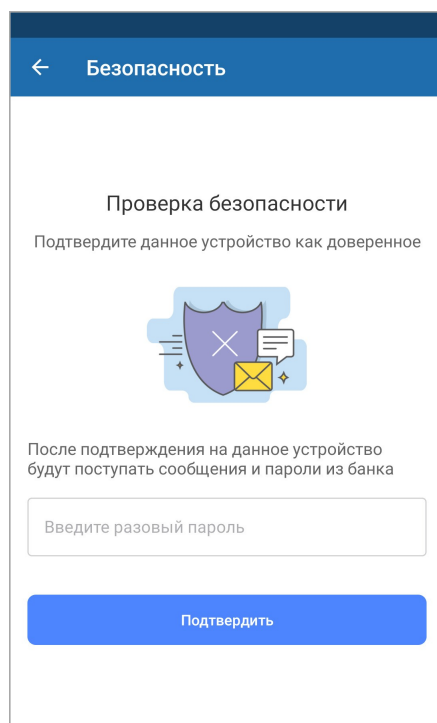 Безопасность
Проверка безопасности
Подтвердите данное устройство как доверенное
После подтверждения на данное устройство
будут поступать сообщения и пароли из банка
Введите разовый пароль
Подтвердить